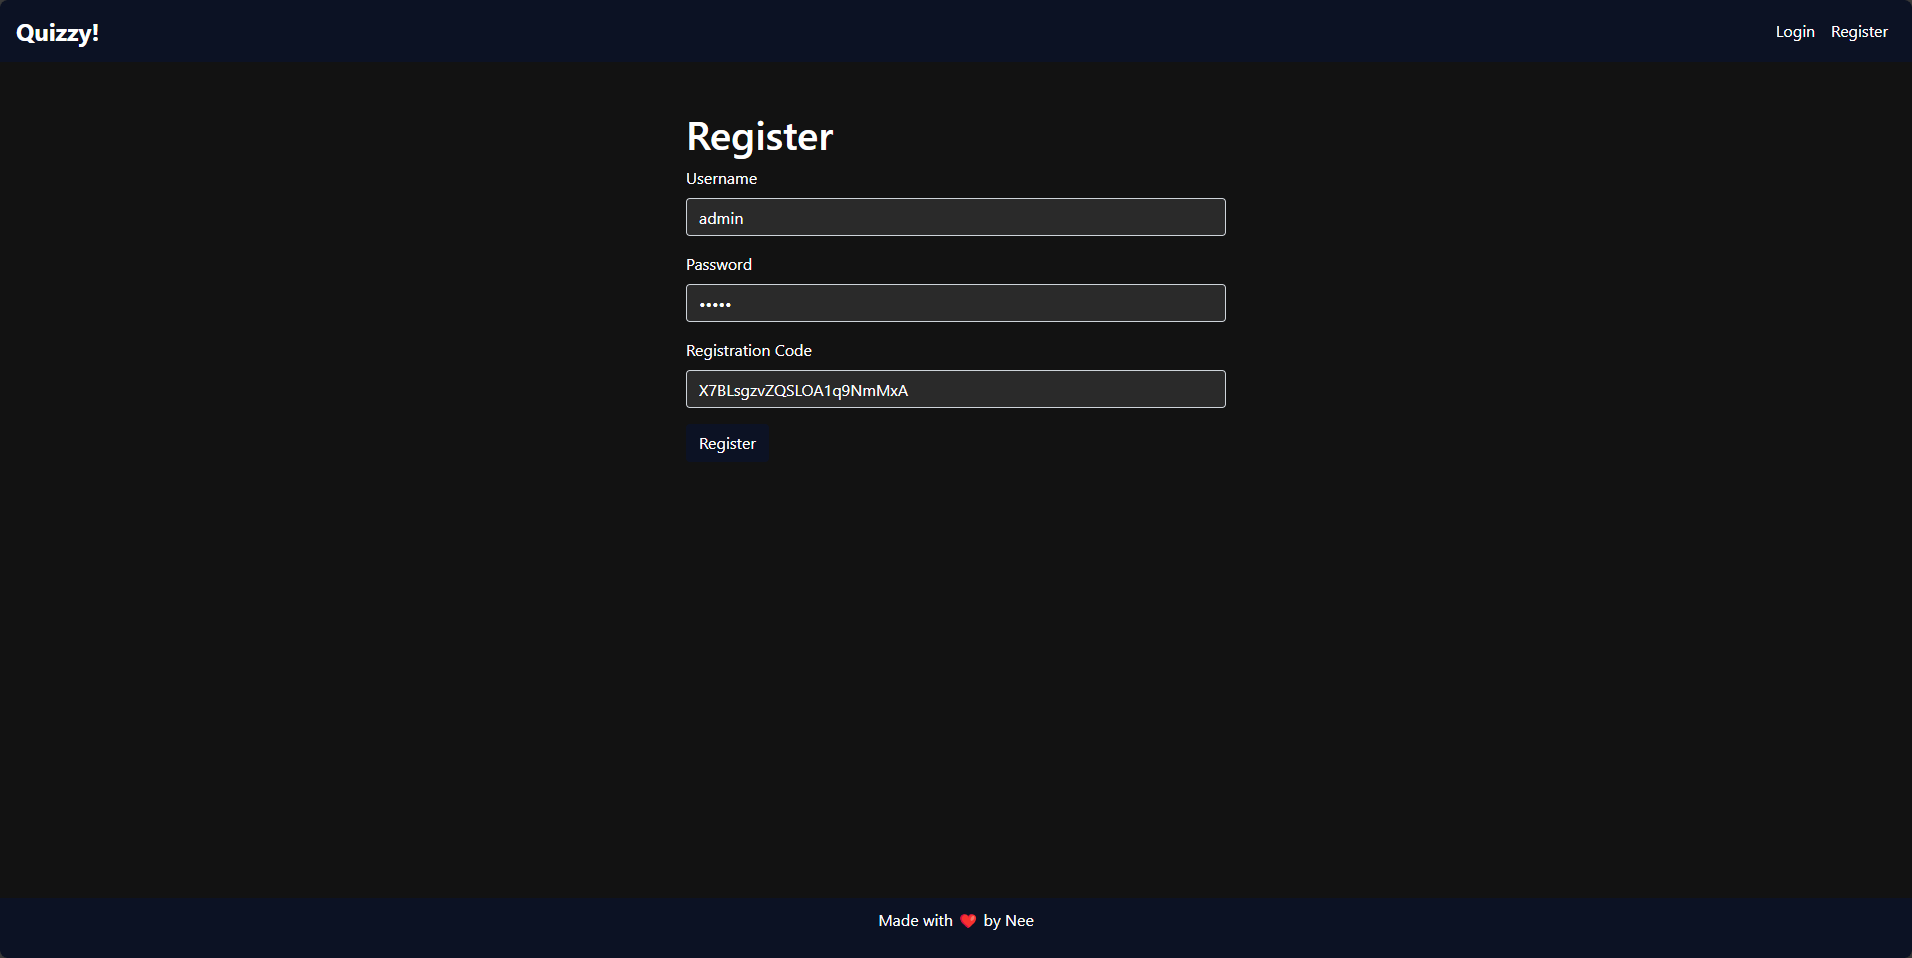 Quizzy!
Login Register
Register
Username
admin
Password
•••••
Registration Code
X7BLsgzvZQSLOA1q9NmMxA
Register
Made with ❤️ by Nee